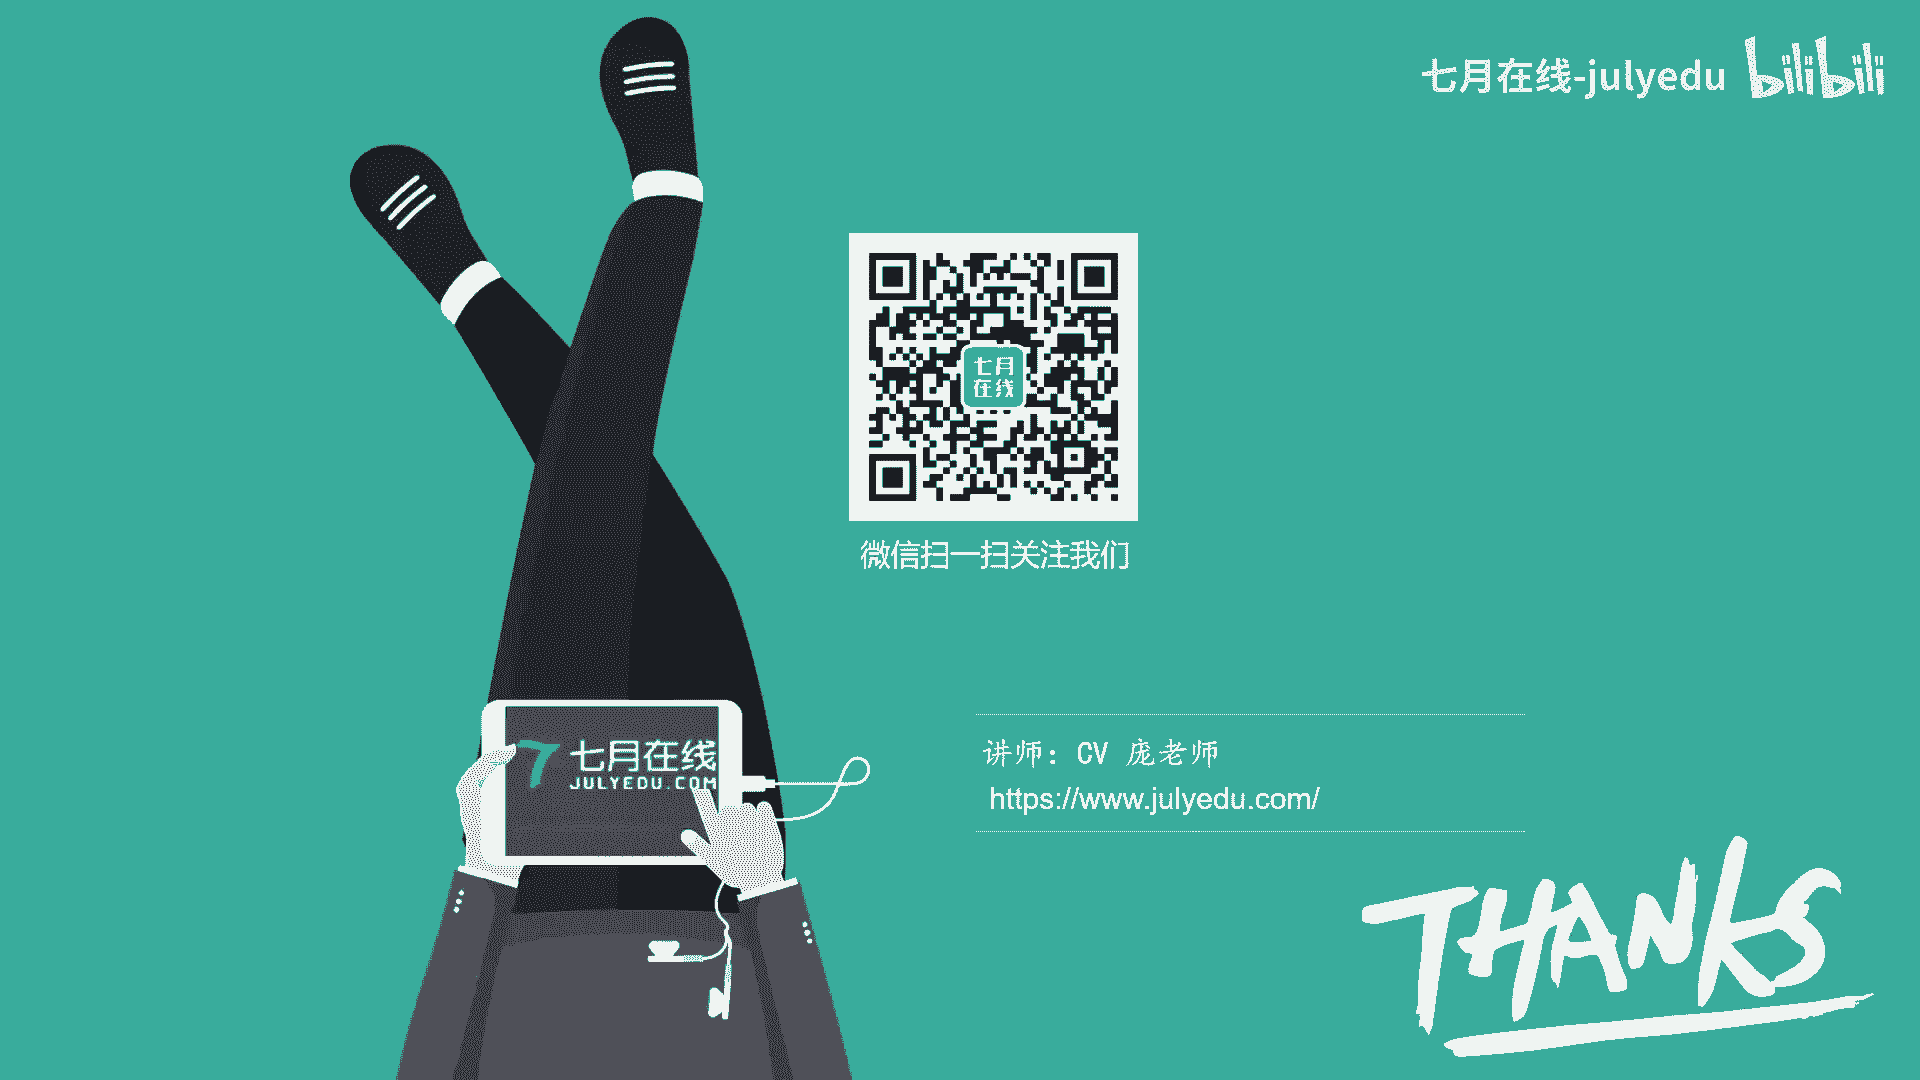 七月在线-julyedu bilibili
七月
在线
微信扫一扫关注我们
7 七月在线
JULYEDU.COM
讲师：CV 庞老师
https://www.julyedu.com/
THANKS